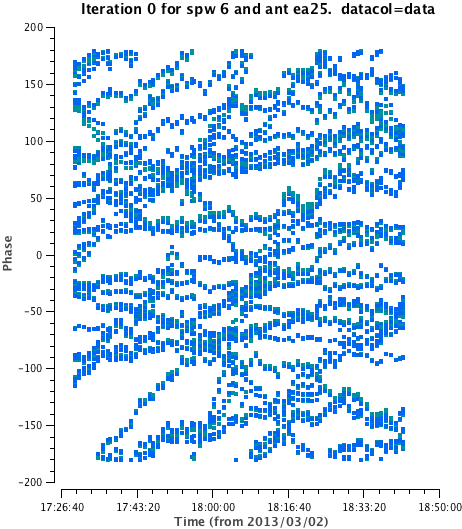 Iteration 0 for spw 6 and ant ea25.  datacol=data
200
150
100
50
0
-50
-100
-150
-200
Phase
17:26:40 17:43:20 18:00:00 18:16:40 18:33:20 18:50:00
Time (from 2013/03/02)